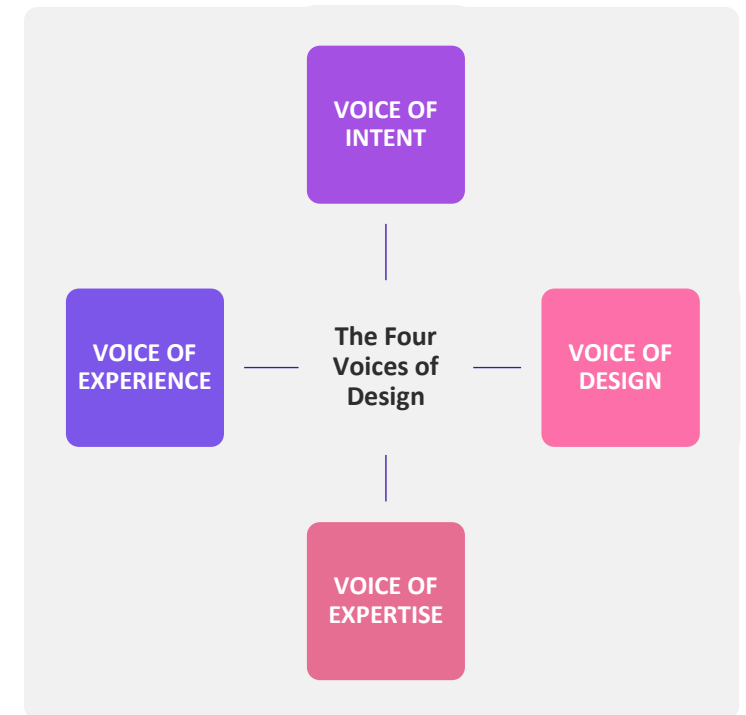 VOICE OF
INTENT
VOICE OF
EXPERIENCE
The Four
Voices of
Design
VOICE OF
DESIGN
VOICE OF
EXPERTISE